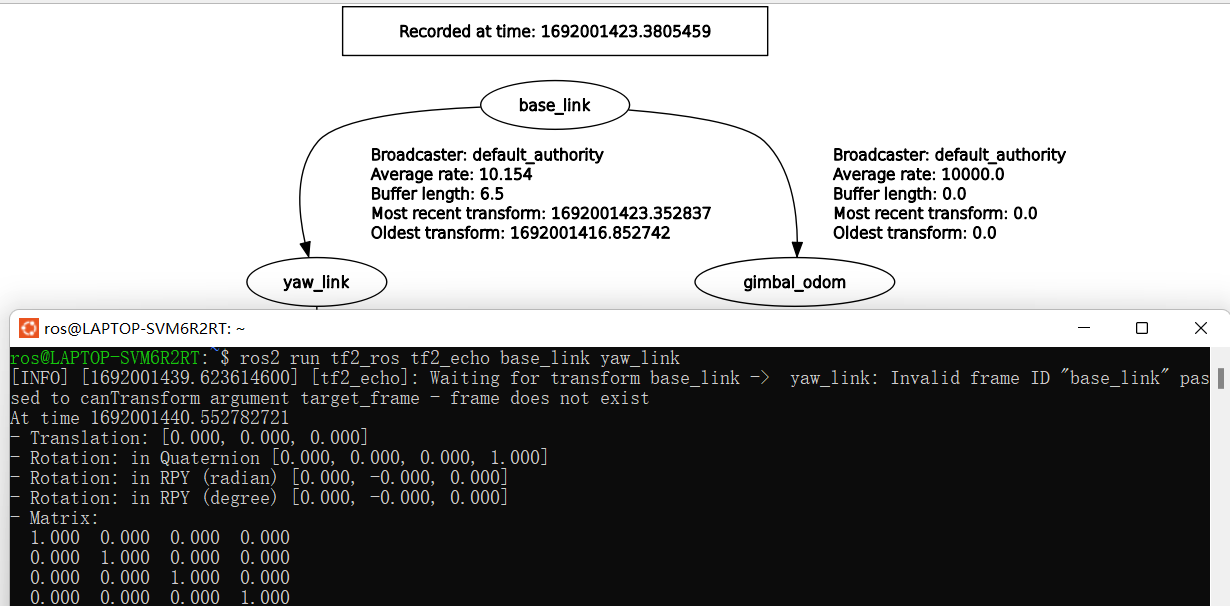 Recorded at time: 1692001423.3805459
base_link
Broadcaster: default_authority
Average rate: 10.154
Buffer length: 6.5
Most recent transform: 1692001423.352837
Oldest transform: 1692001416.852742
Broadcaster: default_authority
Average rate: 10000.0
Buffer length: 0.0
Most recent transform: 0.0
Oldest transform: 0.0
yaw_link
gimbal_odom
ros@LAPTOP-SVM6R2RT: ~
ros@LAPTOP-SVM6R2RT:~$ ros2 run tf2_ros tf2_echo base_link yaw_link
[INFO] [1692001439.623614600] [tf2_echo]: Waiting for transform base_link ->  yaw_link: Invalid frame ID "base_link" pas
sed to canTransform argument target_frame - frame does not exist
At time 1692001440.552782721
- Translation: [0.000, 0.000, 0.000]
- Rotation: in Quaternion [0.000, 0.000, 0.000, 1.000]
- Rotation: in RPY (radian) [0.000, -0.000, 0.000]
- Rotation: in RPY (degree) [0.000, -0.000, 0.000]
- Matrix:
  1.000  0.000  0.000  0.000
  0.000  1.000  0.000  0.000
  0.000  0.000  1.000  0.000
  0.000  0.000  0.000  1.000